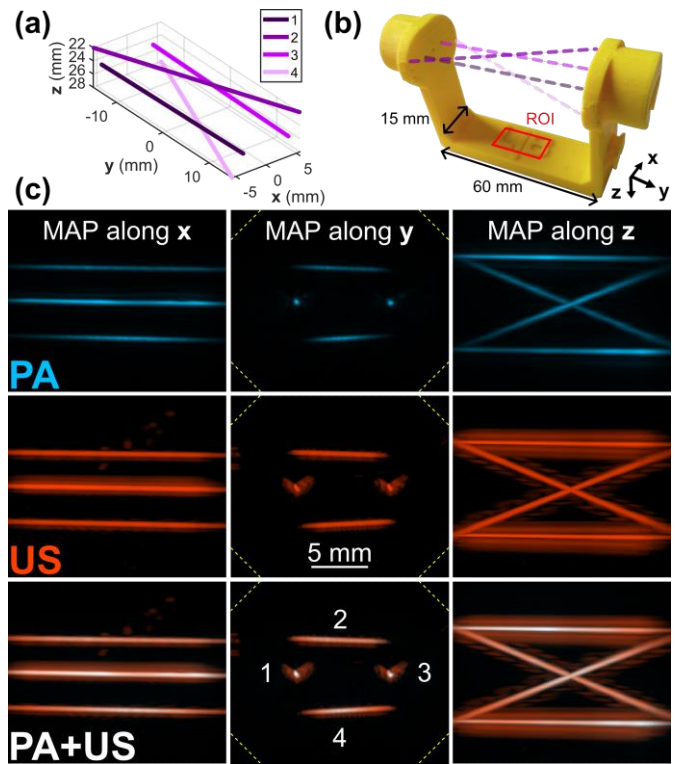 (a)
1
2
3
4
22
24
26
28
z (mm)
-10
0
10
y (mm)
-5
5
x (mm)
(b)
15 mm
ROI
60 mm
x
y
z
(c)
MAP along x
MAP along y
MAP along z
PA
US
5 mm
PA+US
2
1
3
4